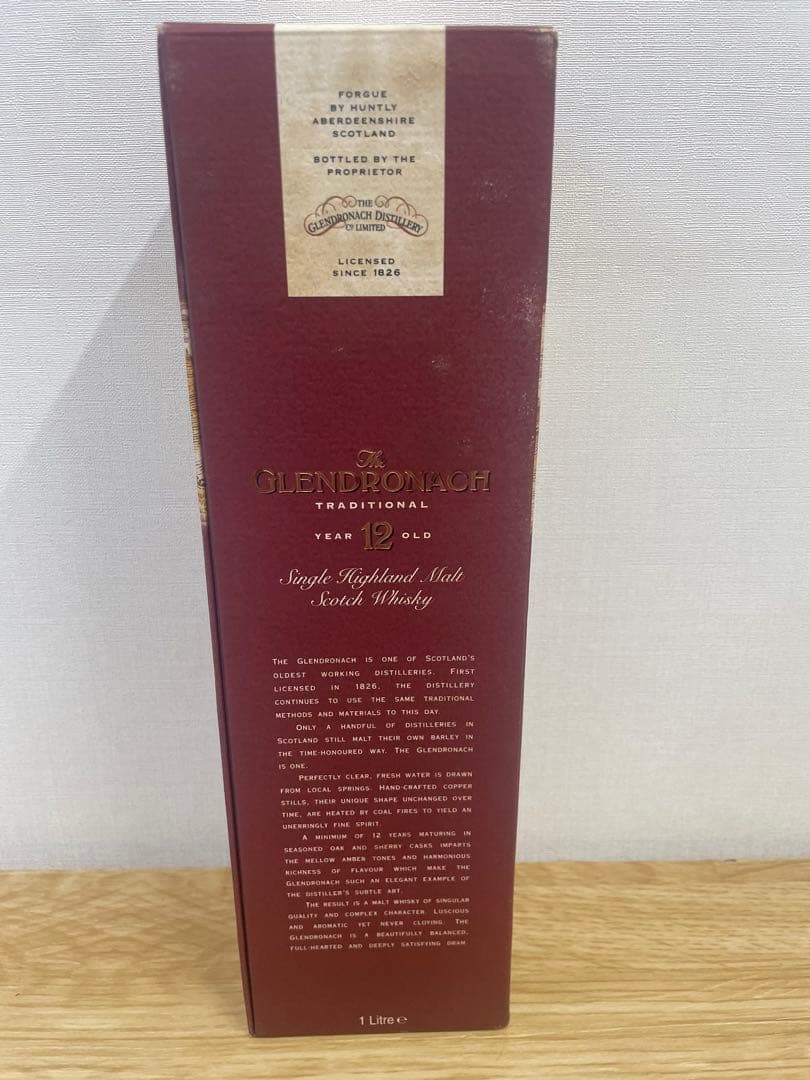 FORGUE
BY HUNTLY
ABERDEENSHIRE
SCOTLAND
BOTTLED BY THE
PROPRIETOR
THE
GLENDRONACH DISTILLERY
Cº LIMITED
LICENSED
SINCE 1826
The
GLENDRONACH
TRADITIONAL
YEAR 12 OLD
Single Highland Malt
Scotch Whisky
THE GLENDRONACH IS ONE OF SCOTLAND'S
OLDEST WORKING DISTILLERIES. FIRST
LICENSED IN 1826, THE DISTILLERY
CONTINUES TO USE THE SAME TRADITIONAL
METHODS AND MATERIALS TO THIS DAY.
ONLY A HANDFUL OF DISTILLERIES IN
SCOTLAND STILL MALT THEIR OWN BARLEY IN
THE TIME-HONOURED WAY. THE GLENDRONACH
IS ONE.
PERFECTLY CLEAR, FRESH WATER IS DRAWN
FROM LOCAL SPRINGS. HAND-CRAFTED COPPER
STILLS, THEIR UNIQUE SHAPE UNCHANGED OVER
TIME, ARE HEATED BY COAL FIRES TO YIELD AN
UNERRINGLY FINE SPIRIT.
A MINIMUM OF 12 YEARS MATURING IN
SEASONED OAK AND SHERRY CASKS IMPARTS
THE MELLOW AMBER TONES AND HARMONIOUS
RICHNESS OF FLAVOUR WHICH MAKE THE
GLENDRONACH SUCH AN ELEGANT EXAMPLE OF
THE DISTILLER'S SUBTLE ART.
THE RESULT IS A MALT WHISKY OF SINGULAR
QUALITY AND COMPLEX CHARACTER. LUSCIOUS
AND AROMATIC YET NEVER CLOYING. THE
GLENDRONACH IS A BEAUTIFULLY BALANCED,
FULL-HEARTED AND DEEPLY SATISFYING DRAM.
1 Litre ℮